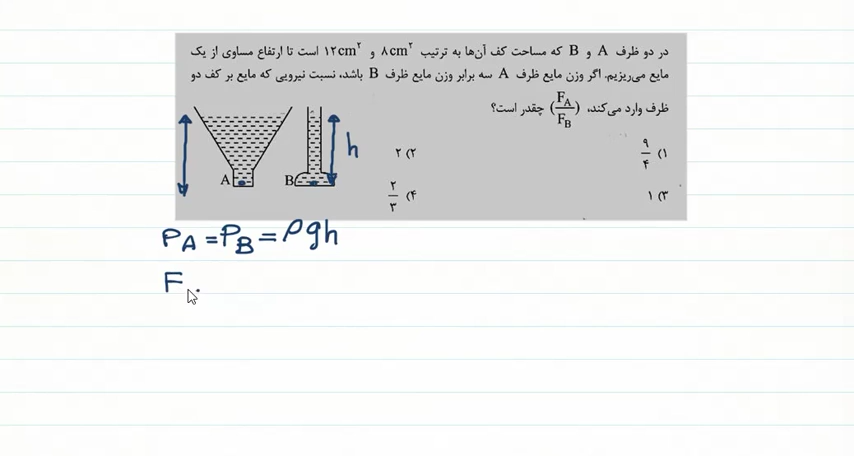 در دو ظرف A و B که مساحت کف آن‌ها به ترتیب ۸cm² و ۱۲cm² است تا ارتفاع مساوی از یک
مایع می‌ریزیم. اگر وزن مایع ظرف A سه برابر وزن مایع ظرف B باشد، نسبت نیرویی که مایع بر کف دو
ظرف وارد می‌کند، (F_A/F_B) چقدر است؟
۱) ۹/۴
۲) ۲
۳) ۱
۴) ۲/۳
A B h
P_A = P_B = ρgh
F